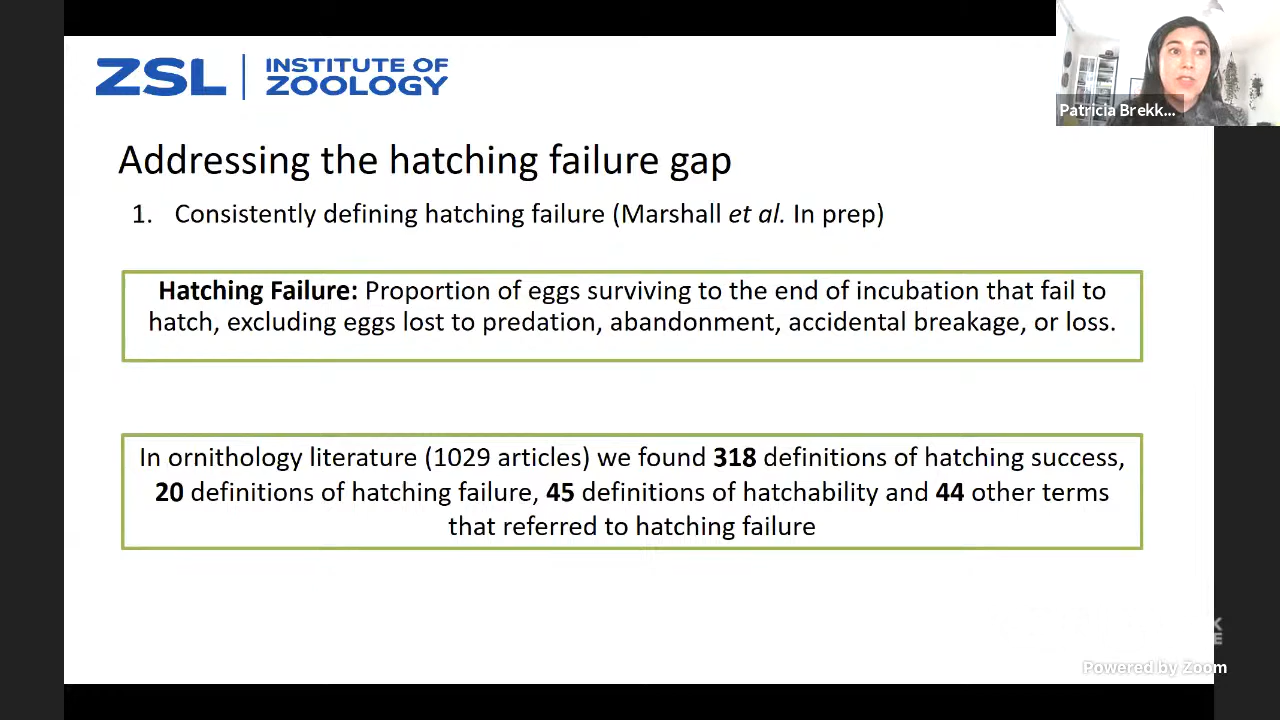 ZSL INSTITUTE OF ZOOLOGY
Patricia Brekk...
Addressing the hatching failure gap
1. Consistently defining hatching failure (Marshall et al. In prep)
Hatching Failure: Proportion of eggs surviving to the end of incubation that fail to
hatch, excluding eggs lost to predation, abandonment, accidental breakage, or loss.
In ornithology literature (1029 articles) we found 318 definitions of hatching success,
20 definitions of hatching failure, 45 definitions of hatchability and 44 other terms
that referred to hatching failure
Powered by Zoom